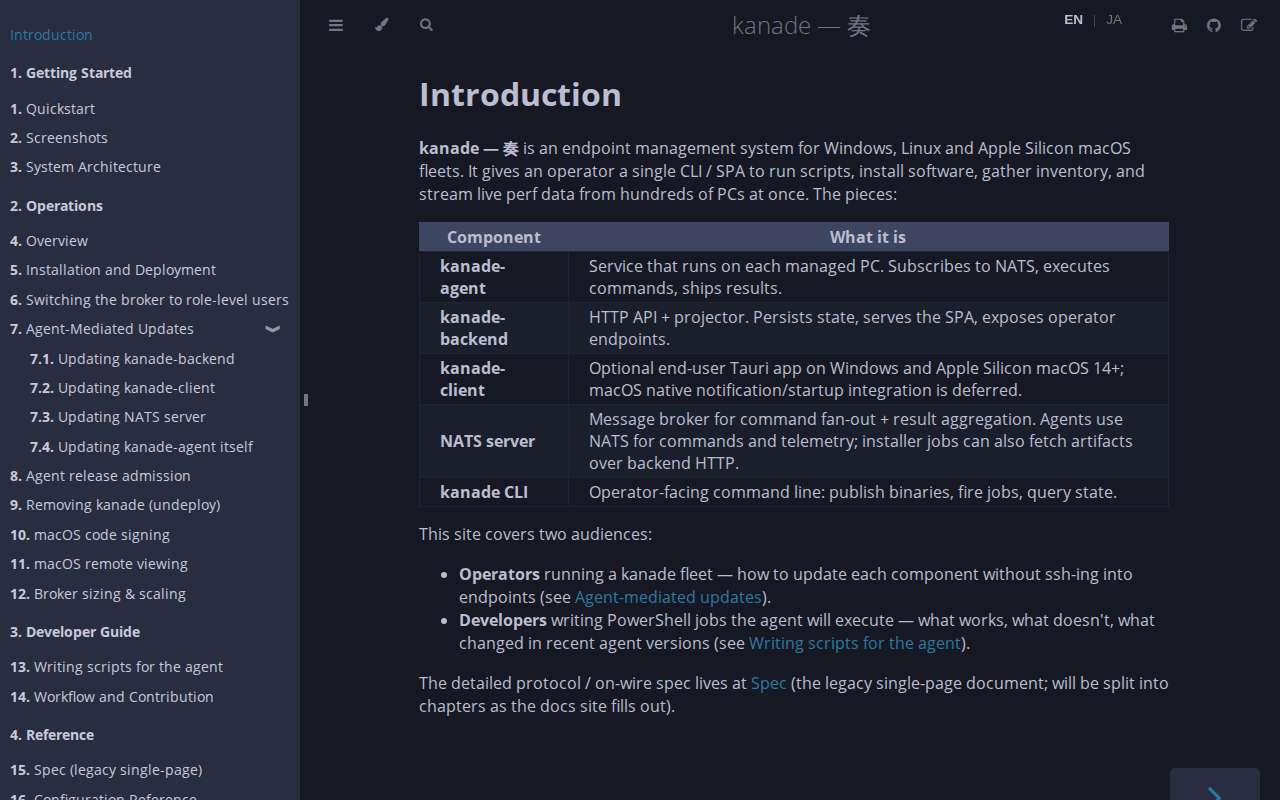 Introduction
1. Getting Started
1. Quickstart
2. Screenshots
3. System Architecture
2. Operations
4. Overview
5. Installation and Deployment
6. Switching the broker to role-level users
7. Agent-Mediated Updates
7.1. Updating kanade-backend
7.2. Updating kanade-client
7.3. Updating NATS server
7.4. Updating kanade-agent itself
8. Agent release admission
9. Removing kanade (undeploy)
10. macOS code signing
11. macOS remote viewing
12. Broker sizing & scaling
3. Developer Guide
13. Writing scripts for the agent
14. Workflow and Contribution
4. Reference
15. Spec (legacy single-page)
16. Configuration Reference
kanade — 奏
EN | JA
Introduction
kanade — 奏 is an endpoint management system for Windows, Linux and Apple Silicon macOS
fleets. It gives an operator a single CLI / SPA to run scripts, install software, gather inventory, and
stream live perf data from hundreds of PCs at once. The pieces:
Component What it is
kanade-
agent
Service that runs on each managed PC. Subscribes to NATS, executes
commands, ships results.
kanade-
backend
HTTP API + projector. Persists state, serves the SPA, exposes operator
endpoints.
kanade-
client
Optional end-user Tauri app on Windows and Apple Silicon macOS 14+;
macOS native notification/startup integration is deferred.
NATS server
Message broker for command fan-out + result aggregation. Agents use
NATS for commands and telemetry; installer jobs can also fetch artifacts
over backend HTTP.
kanade CLI
Operator-facing command line: publish binaries, fire jobs, query state.
This site covers two audiences:
• Operators running a kanade fleet — how to update each component without ssh-ing into
endpoints (see Agent-mediated updates).
• Developers writing PowerShell jobs the agent will execute — what works, what doesn't, what
changed in recent agent versions (see Writing scripts for the agent).
The detailed protocol / on-wire spec lives at Spec (the legacy single-page document; will be split into
chapters as the docs site fills out).